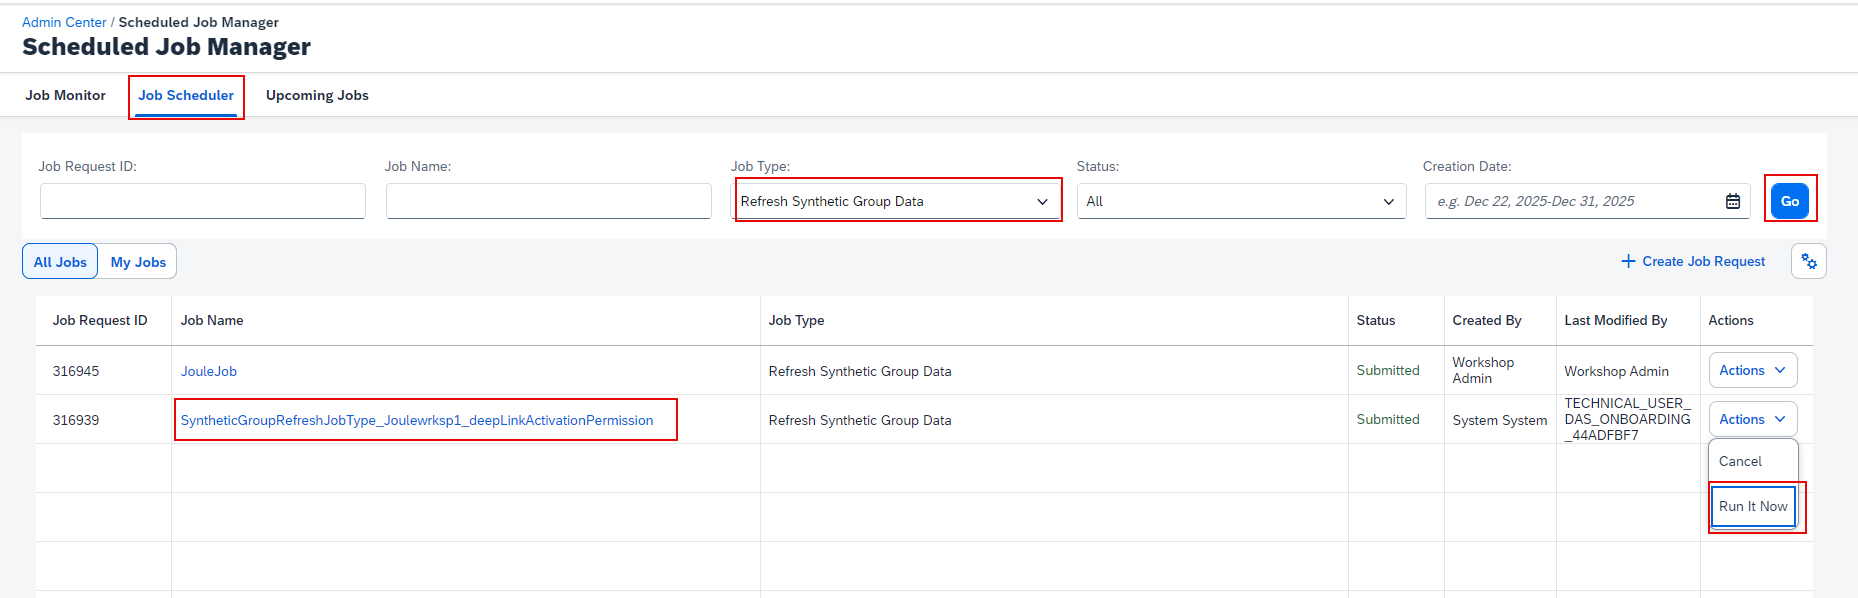 Admin Center / Scheduled Job Manager
Scheduled Job Manager
Job Monitor
Job Scheduler
Upcoming Jobs
Job Request ID:
Job Name:
Job Type:
Refresh Synthetic Group Data
Status:
All
Creation Date:
e.g. Dec 22, 2025-Dec 31, 2025
Go
All Jobs
My Jobs
Create Job Request
Job Request ID
Job Name
Job Type
Status
Created By
Last Modified By
Actions
316945
JouleJob
Refresh Synthetic Group Data
Submitted
Workshop
Admin
Workshop Admin
Actions
316939
SyntheticGroupRefreshJobType_Joulewrksp1_deepLinkActivationPermission
Refresh Synthetic Group Data
Submitted
System System
TECHNICAL_USER_
DAS_ONBOARDING
_44ADFBF7
Actions
Cancel
Run It Now